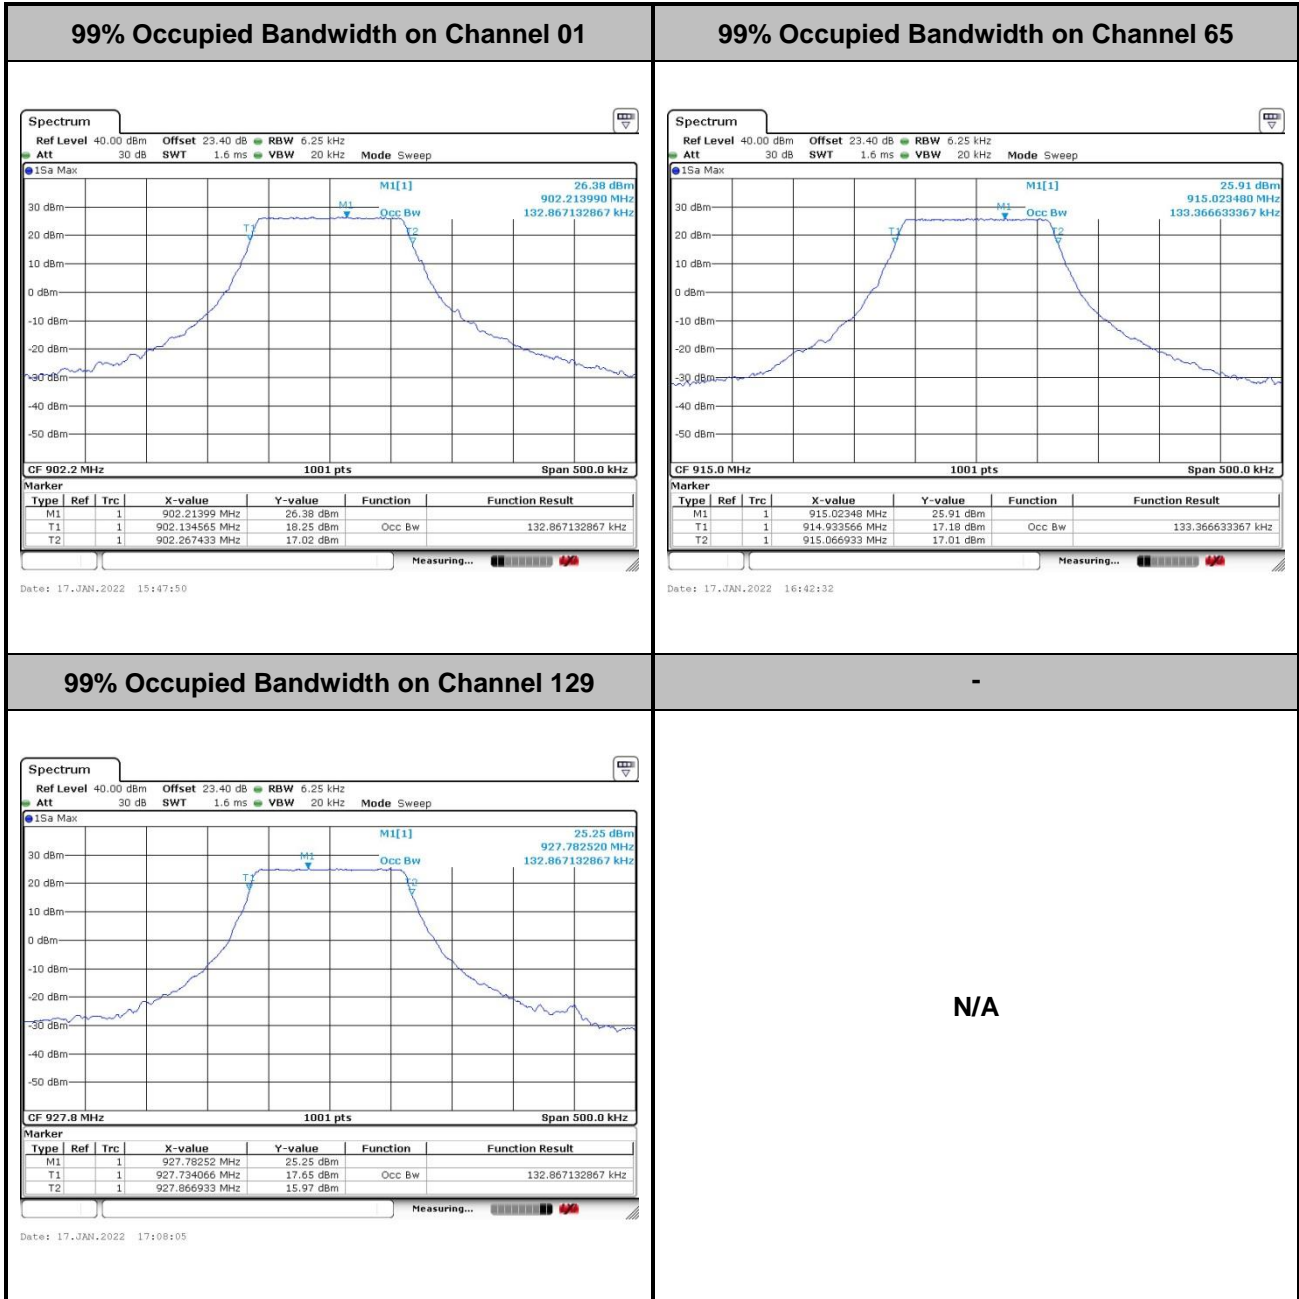 99% Occupied Bandwidth on Channel 01
Spectrum
Ref Level 40.00 dBm Offset 23.40 dB RBW 6.25 kHz
Att 30 dB SWT 1.6 ms VBW 20 kHz Mode Sweep
1Sa Max
M1[1] 26.38 dBm
902.213990 MHz
Occ Bw 132.867132867 kHz
M1
T1
T2
30 dBm
20 dBm
10 dBm
0 dBm
-10 dBm
-20 dBm
-30 dBm
-40 dBm
-50 dBm
CF 902.2 MHz 1001 pts Span 500.0 kHz
Marker
Type Ref Trc X-value Y-value Function Function Result
M1 1 902.21399 MHz 26.38 dBm
T1 1 902.134565 MHz 18.25 dBm Occ Bw 132.867132867 kHz
T2 1 902.267433 MHz 17.02 dBm
Measuring...
Date: 17.JAN.2022 15:47:50
99% Occupied Bandwidth on Channel 65
Spectrum
Ref Level 40.00 dBm Offset 23.40 dB RBW 6.25 kHz
Att 30 dB SWT 1.6 ms VBW 20 kHz Mode Sweep
1Sa Max
M1[1] 25.91 dBm
915.023480 MHz
Occ Bw 133.366633367 kHz
M1
T1
T2
30 dBm
20 dBm
10 dBm
0 dBm
-10 dBm
-20 dBm
-30 dBm
-40 dBm
-50 dBm
CF 915.0 MHz 1001 pts Span 500.0 kHz
Marker
Type Ref Trc X-value Y-value Function Function Result
M1 1 915.02348 MHz 25.91 dBm
T1 1 914.933566 MHz 17.18 dBm Occ Bw 133.366633367 kHz
T2 1 915.066933 MHz 17.01 dBm
Measuring...
Date: 17.JAN.2022 16:42:32
99% Occupied Bandwidth on Channel 129
Spectrum
Ref Level 40.00 dBm Offset 23.40 dB RBW 6.25 kHz
Att 30 dB SWT 1.6 ms VBW 20 kHz Mode Sweep
1Sa Max
M1[1] 25.25 dBm
927.782520 MHz
Occ Bw 132.867132867 kHz
M1
T1
T2
30 dBm
20 dBm
10 dBm
0 dBm
-10 dBm
-20 dBm
-30 dBm
-40 dBm
-50 dBm
CF 927.8 MHz 1001 pts Span 500.0 kHz
Marker
Type Ref Trc X-value Y-value Function Function Result
M1 1 927.78252 MHz 25.25 dBm
T1 1 927.734066 MHz 17.65 dBm Occ Bw 132.867132867 kHz
T2 1 927.866933 MHz 15.97 dBm
Measuring...
Date: 17.JAN.2022 17:08:05
-
N/A